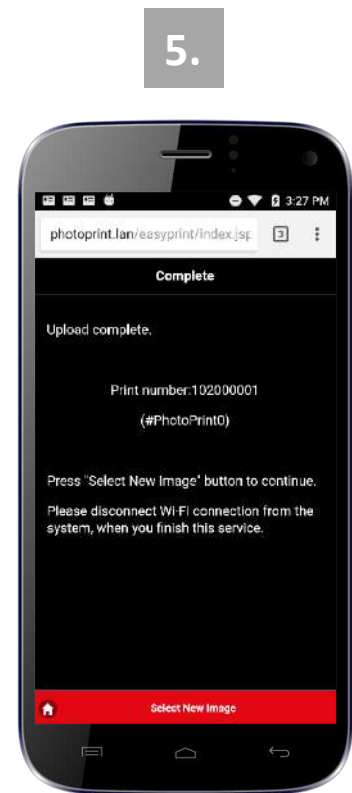 5.
3:27 PM
photoprint.lan/easyprint/index.jsp
3
Complete
Upload complete.
Print number:102000001
(#PhotoPrint0)
Press "Select New Image" button to continue.
Please disconnect Wi-Fi connection from the
system, when you finish this service.
Select New Image